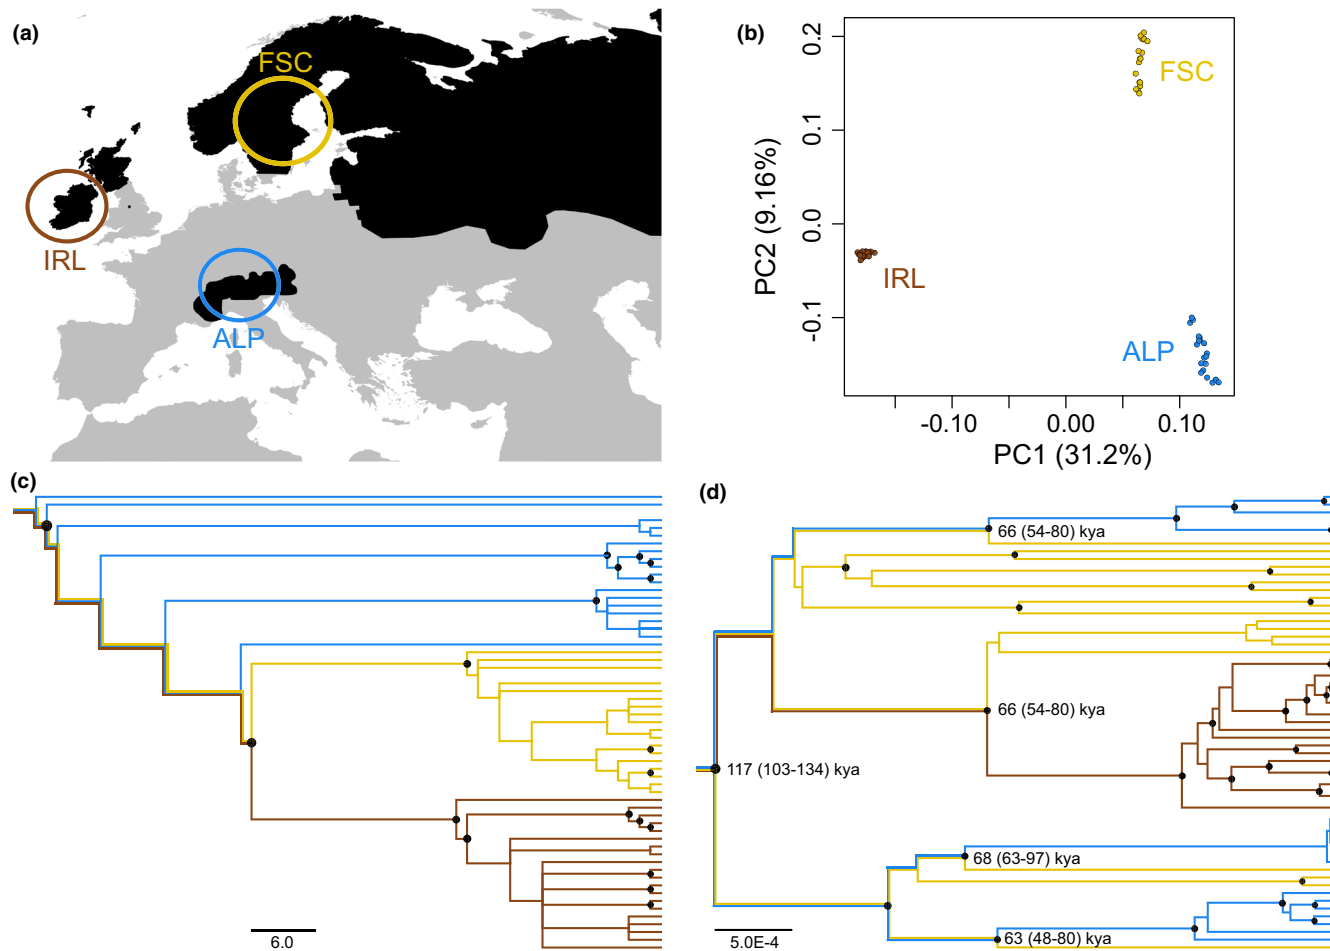 (a)
FSC
IRL
ALP
(b)
0.2
0.1
0.0
-0.1
PC2 (9.16%)
FSC
IRL
ALP
-0.10
0.00
0.10
PC1 (31.2%)
(c)
6.0
(d)
66 (54-80) kya
66 (54-80) kya
117 (103-134) kya
68 (63-97) kya
63 (48-80) kya
5.0E-4